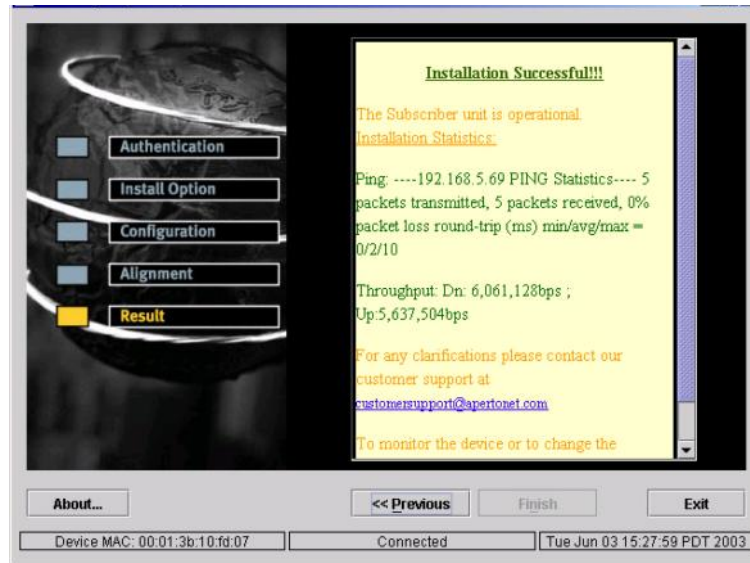 Authentication
Install Option
Configuration
Alignment
Result
Installation Successful!!!
The Subscriber unit is operational.
Installation Statistics:
Ping: ----192.168.5.69 PING Statistics---- 5
packets transmitted, 5 packets received, 0%
packet loss round-trip (ms) min/avg/max =
0/2/10
Throughput: Dn: 6,061,128bps ;
Up:5,637,504bps
For any clarifications please contact our
customer support at
customersupport@apertonet.com
To monitor the device or to change the
About...
<< Previous
Finish
Exit
Device MAC: 00:01:3b:10:fd:07
Connected
Tue Jun 03 15:27:59 PDT 2003